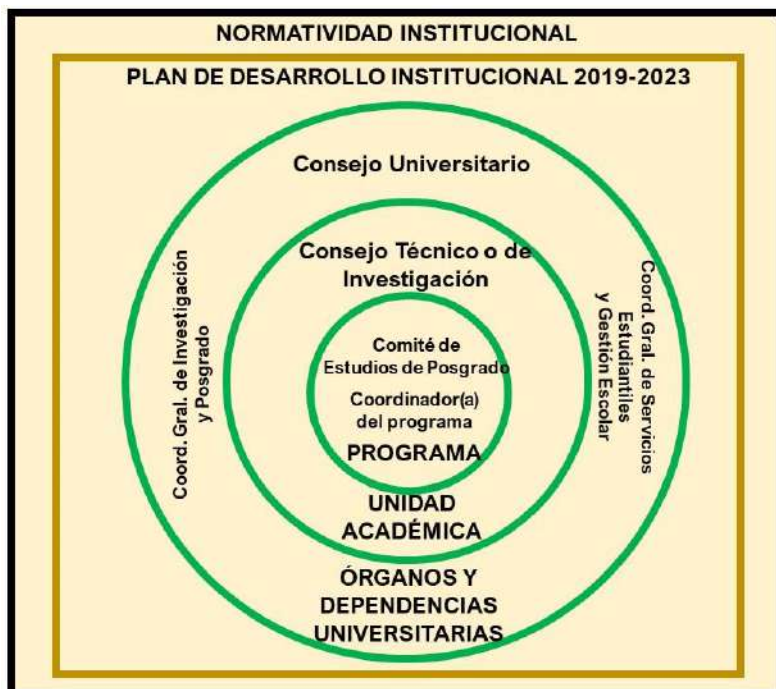 NORMATIVIDAD INSTITUCIONAL
PLAN DE DESARROLLO INSTITUCIONAL 2019-2023
Consejo Universitario
Consejo Técnico o de
Investigación
Coord. Gral. de Investigación
y Posgrado
Comité de
Estudios de Posgrado
Coordinador(a)
del programa
PROGRAMA
Coord. Gral. de Servicios
Estudiantiles
y Gestión Escolar
UNIDAD
ACADÉMICA
ÓRGANOS Y
DEPENDENCIAS
UNIVERSITARIAS